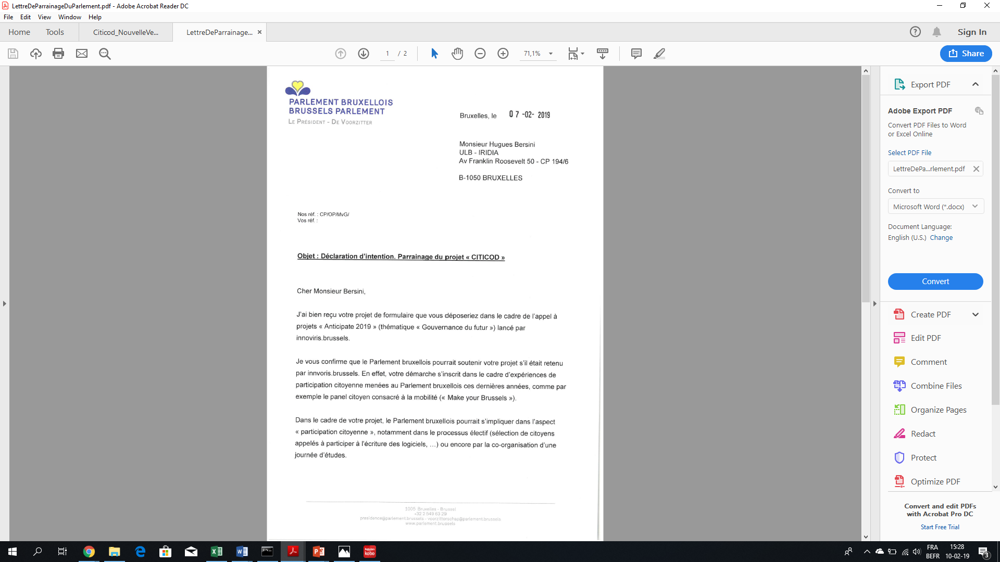 LettreDeParrainageDuParlement.pdf - Adobe Acrobat Reader DC
File Edit View Window Help
Home Tools Citicod_NouvelleVe... LettreDeParrainage... ×
Sign In
1 / 2 71,1%
Share
PARLEMENT BRUXELLOIS
BRUSSELS PARLEMENT
LE PRÉSIDENT - DE VOORZITTER
Bruxelles, le 07 -02- 2019
Monsieur Hugues Bersini
ULB - IRIDIA
Av Franklin Roosevelt 50 - CP 194/6
B-1050 BRUXELLES
Nos réf. : CP/OP/MvG/
Vos réf. :
Objet : Déclaration d'intention. Parrainage du projet « CITICOD »
Cher Monsieur Bersini,
J'ai bien reçu votre projet de formulaire que vous déposeriez dans le cadre de l'appel à
projets « Anticipate 2019 » (thématique « Gouvernance du futur ») lancé par
innoviris.brussels.
Je vous confirme que le Parlement bruxellois pourrait soutenir votre projet s'il était retenu
par innvoris.brussels. En effet, votre démarche s'inscrit dans le cadre d'expériences de
participation citoyenne menées au Parlement bruxellois ces dernières années, comme par
exemple le panel citoyen consacré à la mobilité (« Make your Brussels »).
Dans le cadre de votre projet, le Parlement bruxellois pourrait s'impliquer dans l'aspect
« participation citoyenne », notamment dans le processus électif (sélection de citoyens
appelés à participer à l'écriture des logiciels, ...) ou encore par la co-organisation d'une
journée d'études.
1005 Bruxelles - Brussel
+32 2 549 63 29
presidence@parlement.brussels - voorzitterschap@parlement.brussels
www.parlement.brussels
Export PDF
Adobe Export PDF
Convert PDF Files to Word
or Excel Online
Select PDF File
LettreDePa...rlement.pdf
Convert to
Microsoft Word (*.docx)
Document Language:
English (U.S.) Change
Convert
Create PDF
Edit PDF
Comment
Combine Files
Organize Pages
Redact
Protect
Optimize PDF
Convert and edit PDFs
with Acrobat Pro DC
Start Free Trial
Rakuten
kobo
FRA
BEFR
15:28
10-02-19
3